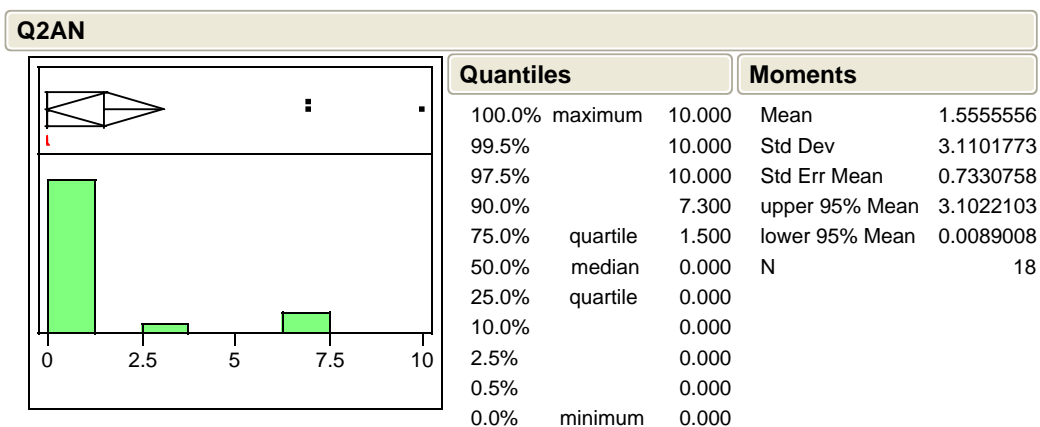 Q2AN
0 2.5 5 7.5 10
Quantiles
100.0% maximum 10.000
99.5% 10.000
97.5% 10.000
90.0% 7.300
75.0% quartile 1.500
50.0% median 0.000
25.0% quartile 0.000
10.0% 0.000
2.5% 0.000
0.5% 0.000
0.0% minimum 0.000
Moments
Mean 1.5555556
Std Dev 3.1101773
Std Err Mean 0.7330758
upper 95% Mean 3.1022103
lower 95% Mean 0.0089008
N 18